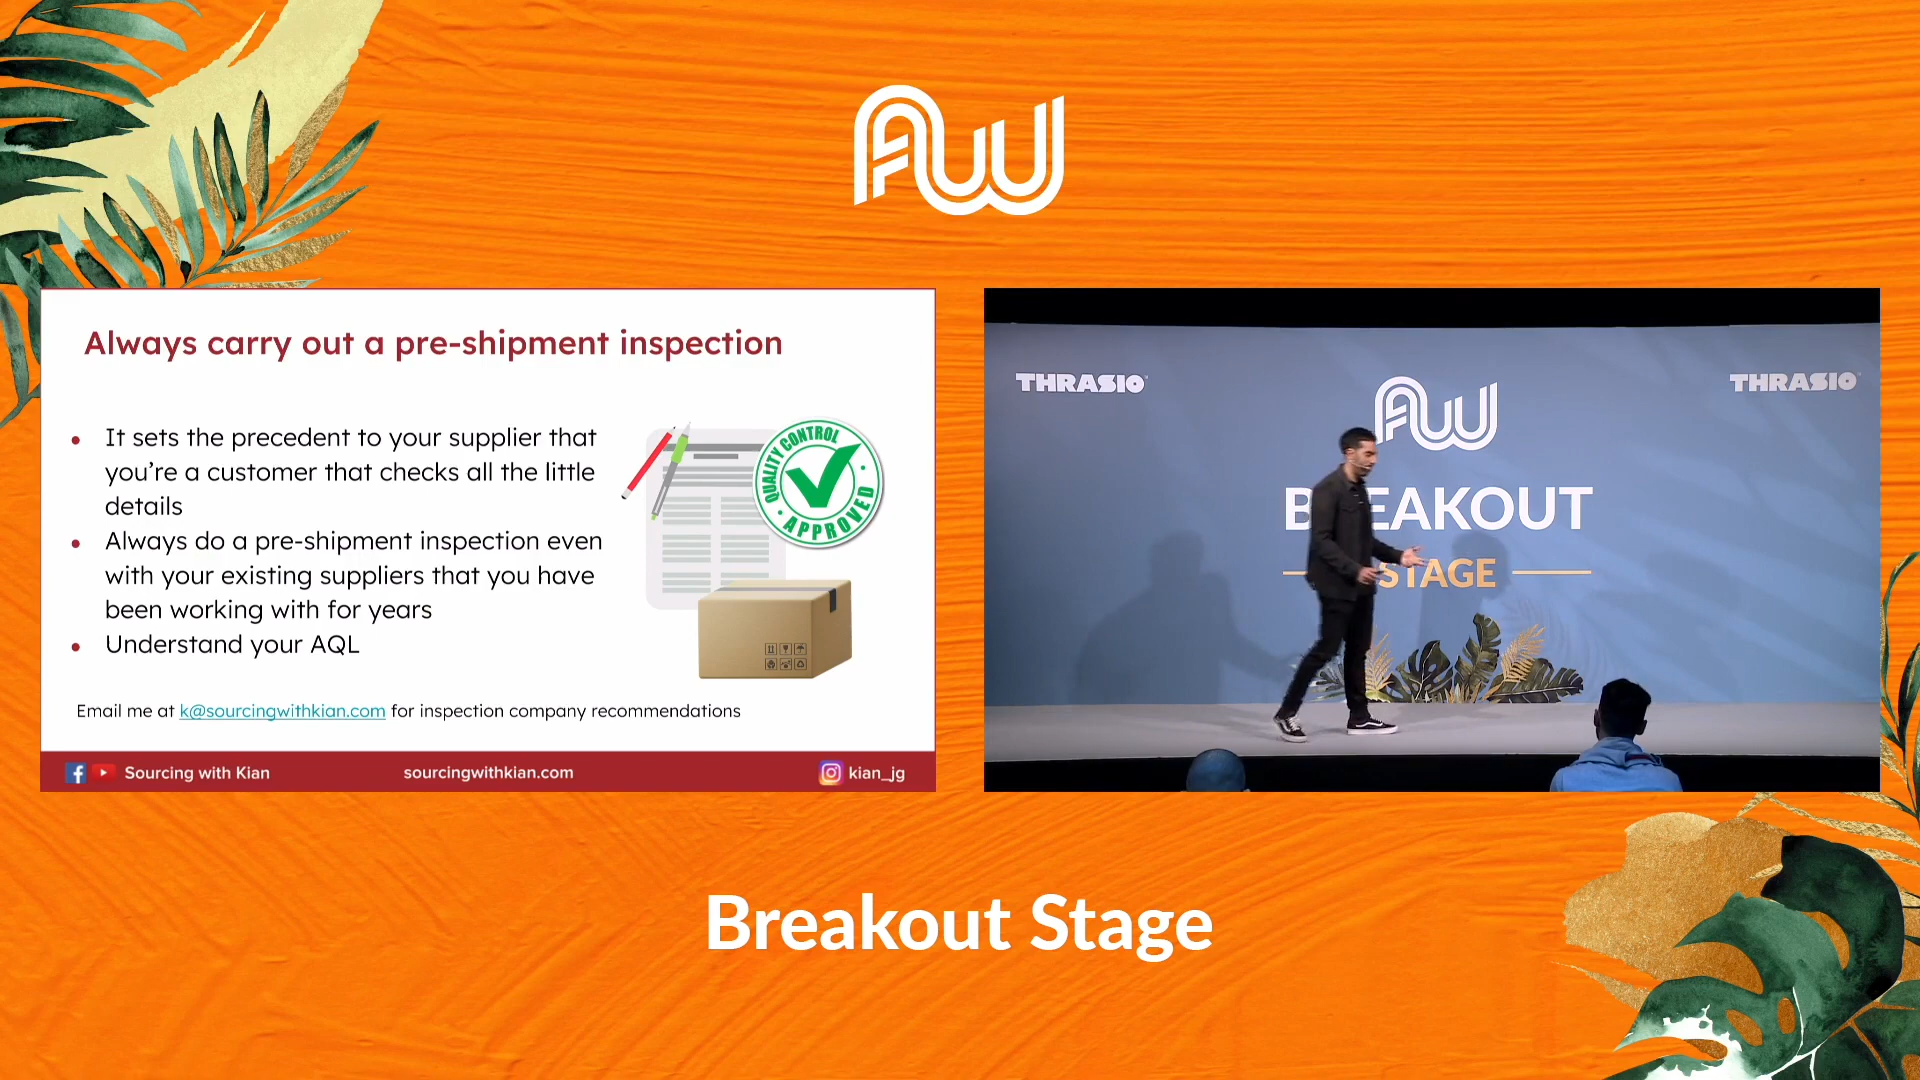 AW
Always carry out a pre-shipment inspection
It sets the precedent to your supplier that
you’re a customer that checks all the little
details
Always do a pre-shipment inspection even
with your existing suppliers that you have
been working with for years
Understand your AQL
QUALITY CONTROL
APPROVED
Email me at k@sourcingwithkian.com for inspection company recommendations
Sourcing with Kian
sourcingwithkian.com
kian_jg
THRASIO
THRASIO
AW
BREAKOUT
STAGE
Breakout Stage